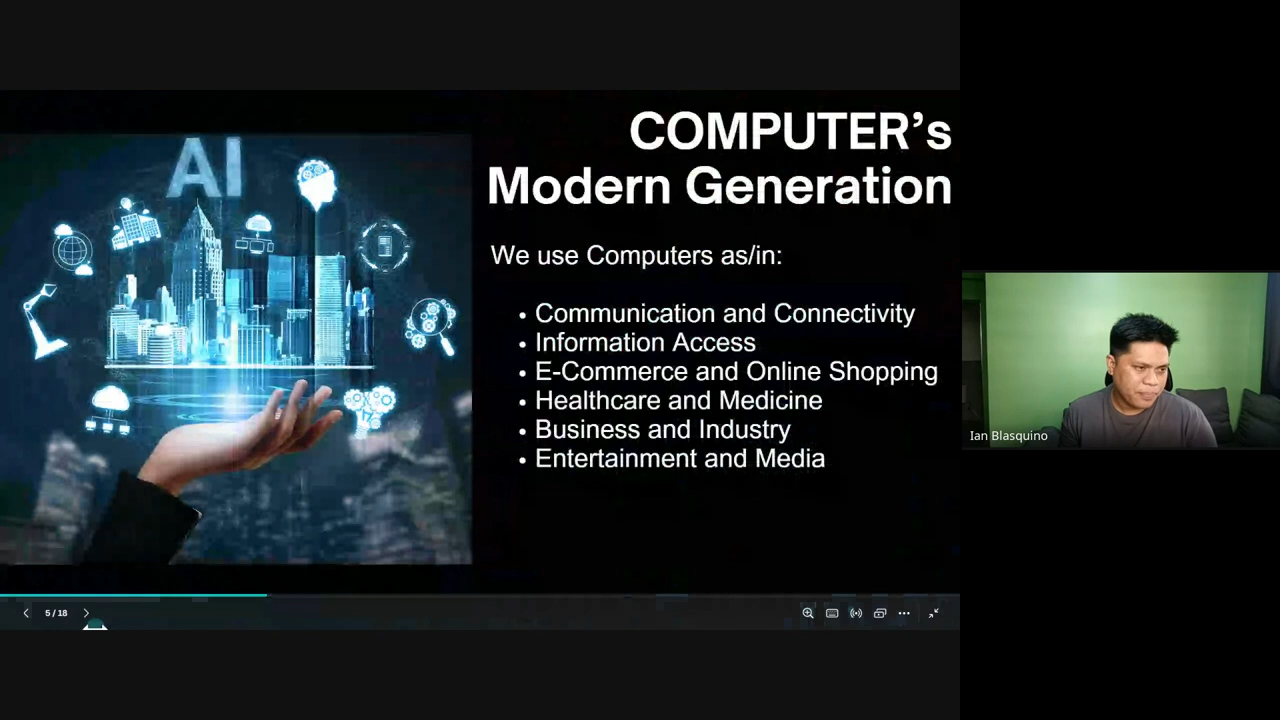 AI
COMPUTER's
Modern Generation
We use Computers as/in:
• Communication and Connectivity
• Information Access
• E-Commerce and Online Shopping
• Healthcare and Medicine
• Business and Industry
• Entertainment and Media
Ian Blasquino
5 / 18